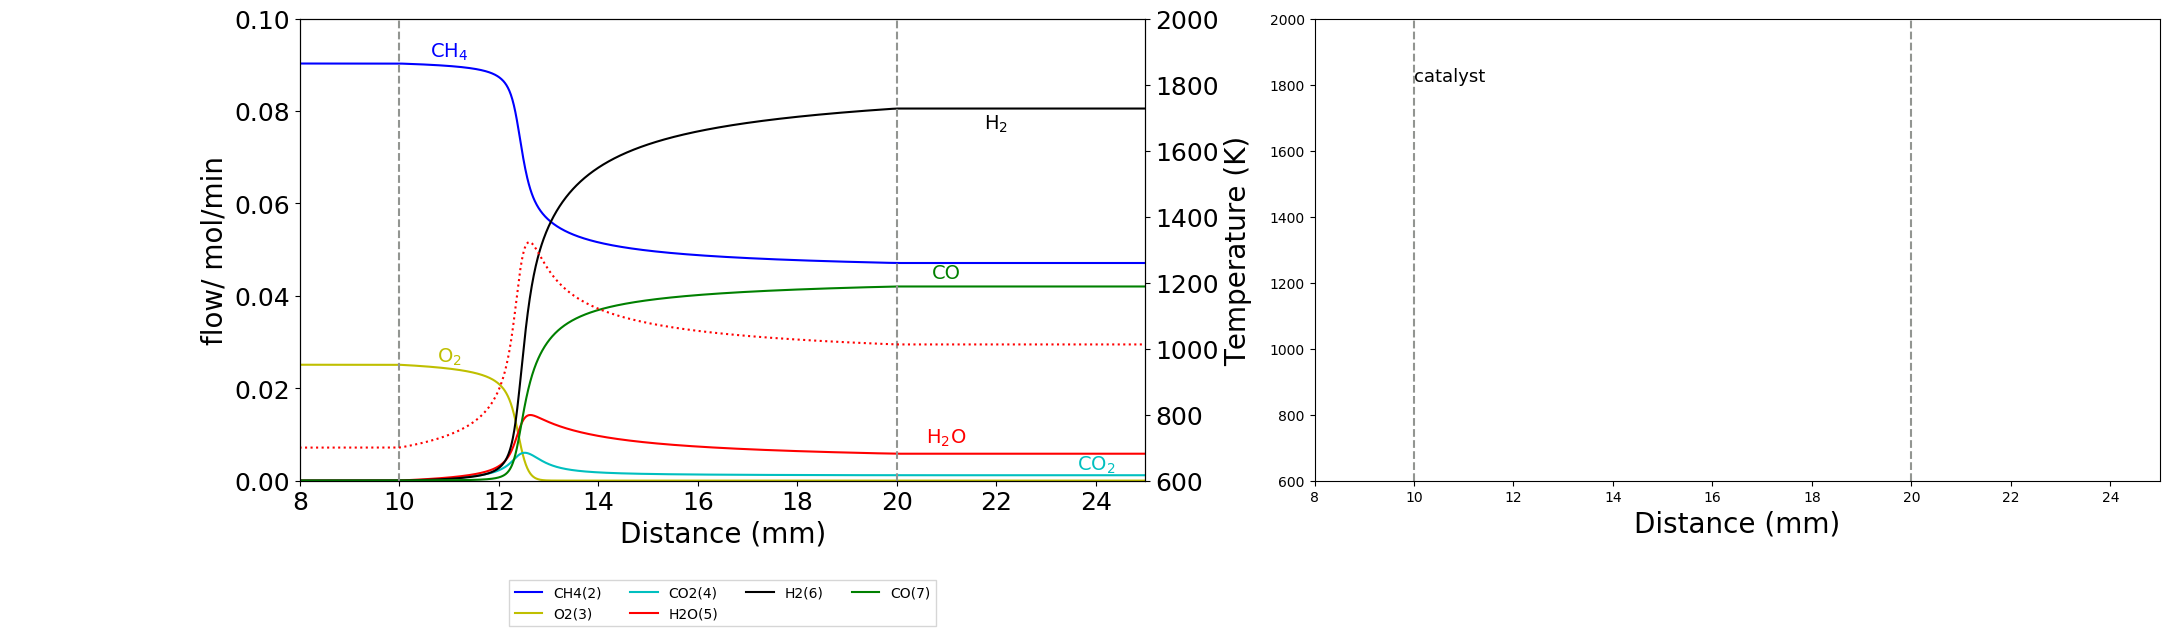 0.10
0.08
0.06
0.04
0.02
0.00
flow/ mol/min
8 10 12 14 16 18 20 22 24
Distance (mm)
CH₄
O₂
H₂
CO
H₂O
CO₂
2000
1800
1600
1400
1200
1000
800
600
Temperature (K)
CH4(2) CO2(4) H2(6) CO(7)
O2(3) H2O(5)
2000
1800
1600
1400
1200
1000
800
600
catalyst
8 10 12 14 16 18 20 22 24
Distance (mm)